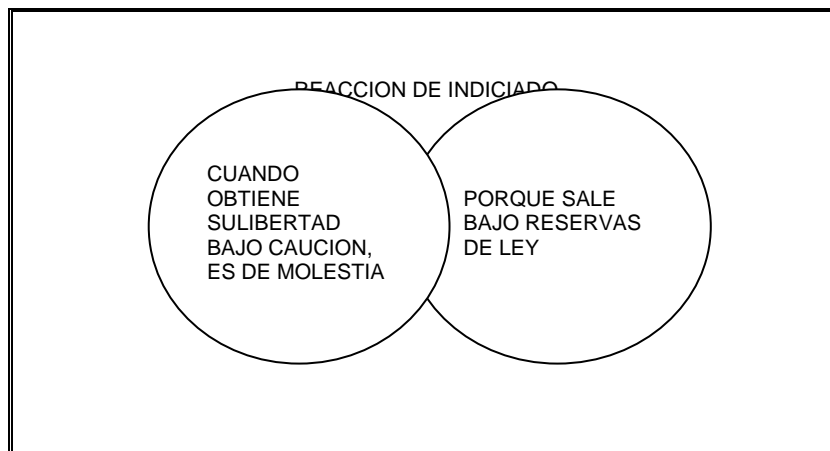 REACCION DE INDICIADO
CUANDO
OBTIENE
SULIBERTAD
BAJO CAUCION,
ES DE MOLESTIA
PORQUE SALE
BAJO RESERVAS
DE LEY